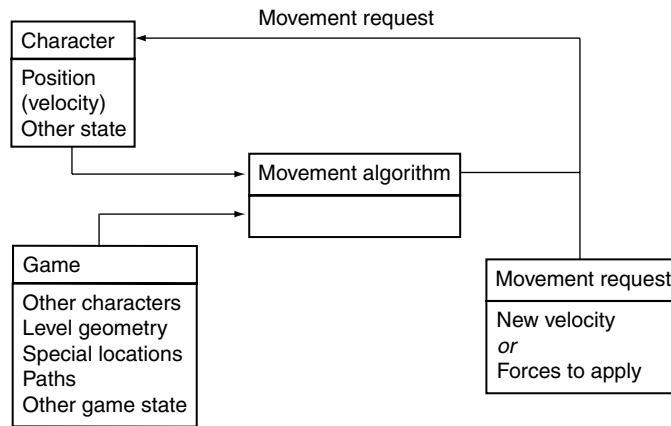 Movement request
Character
Position
(velocity)
Other state
Movement algorithm
Game
Other characters
Level geometry
Special locations
Paths
Other game state
Movement request
New velocity
or
Forces to apply